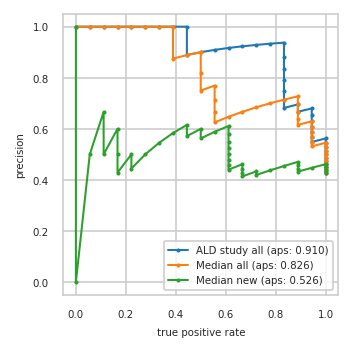 1.0
0.8
0.6
0.4
0.2
0.0
precision
ALD study all (aps: 0.910)
Median all (aps: 0.826)
Median new (aps: 0.526)
0.0 0.2 0.4 0.6 0.8 1.0
true positive rate